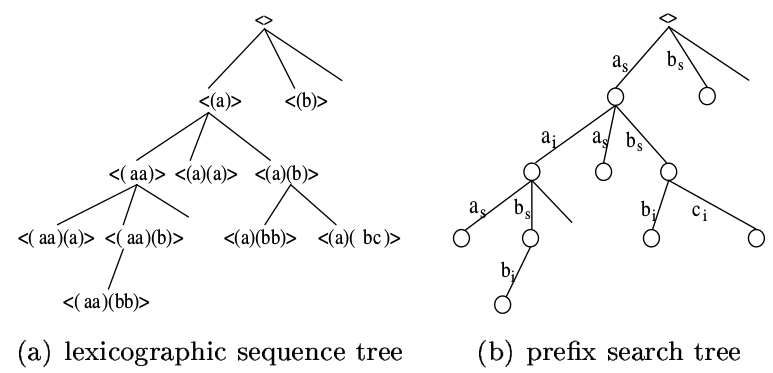 <> <>
a_s b_s
<(a)> <(b)>
a_i a_s b_s
<( aa)> <(a)(a)> <(a)(b)>
a_s b_s b_i c_i
<( aa)(a)> <( aa)(b)> <(a)(bb)> <(a)( bc )>
b_i
<( aa)(bb)>
(a) lexicographic sequence tree (b) prefix search tree